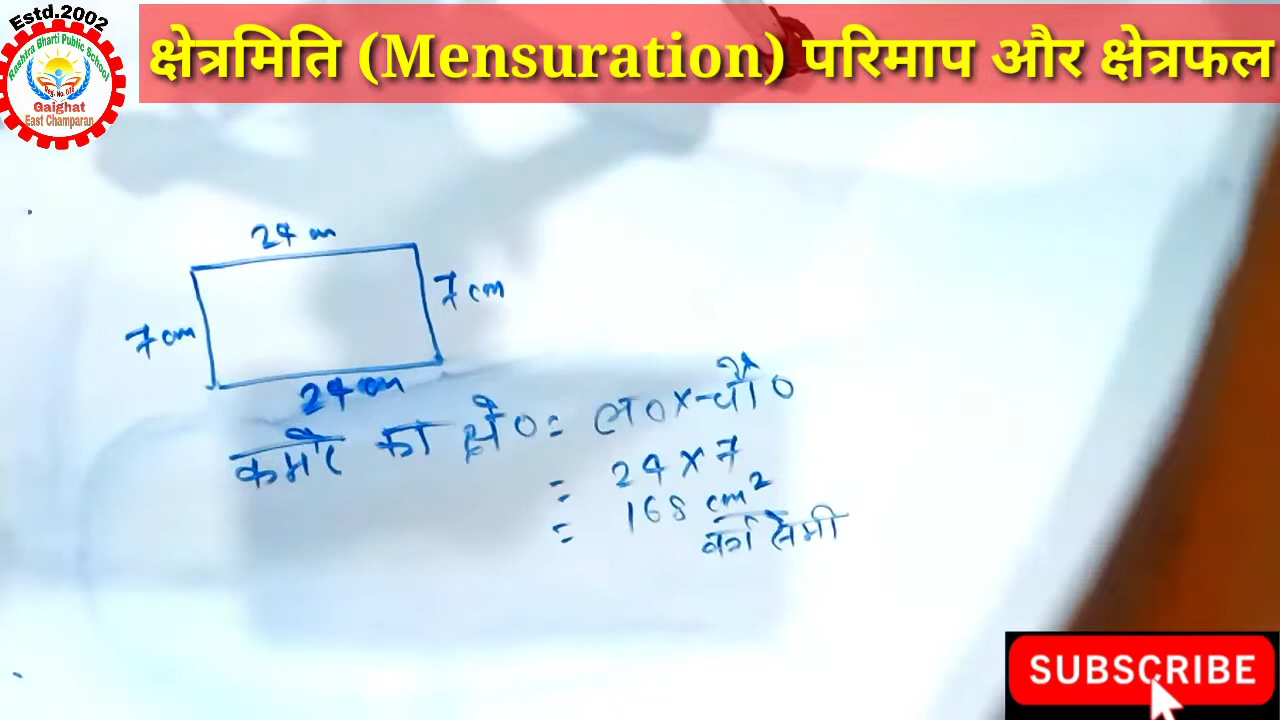 Estd.2002
Rashtra Bharti Public School
Gaighat
East Champaran
क्षेत्रमिति (Mensuration) परिमाप और क्षेत्रफल
24 cm
7 cm
7 cm
24 cm
कमरे का क्षे० = ल० x चौ०
= 24 x 7
= 168 cm²
वर्ग सेमी
SUBSCRIBE